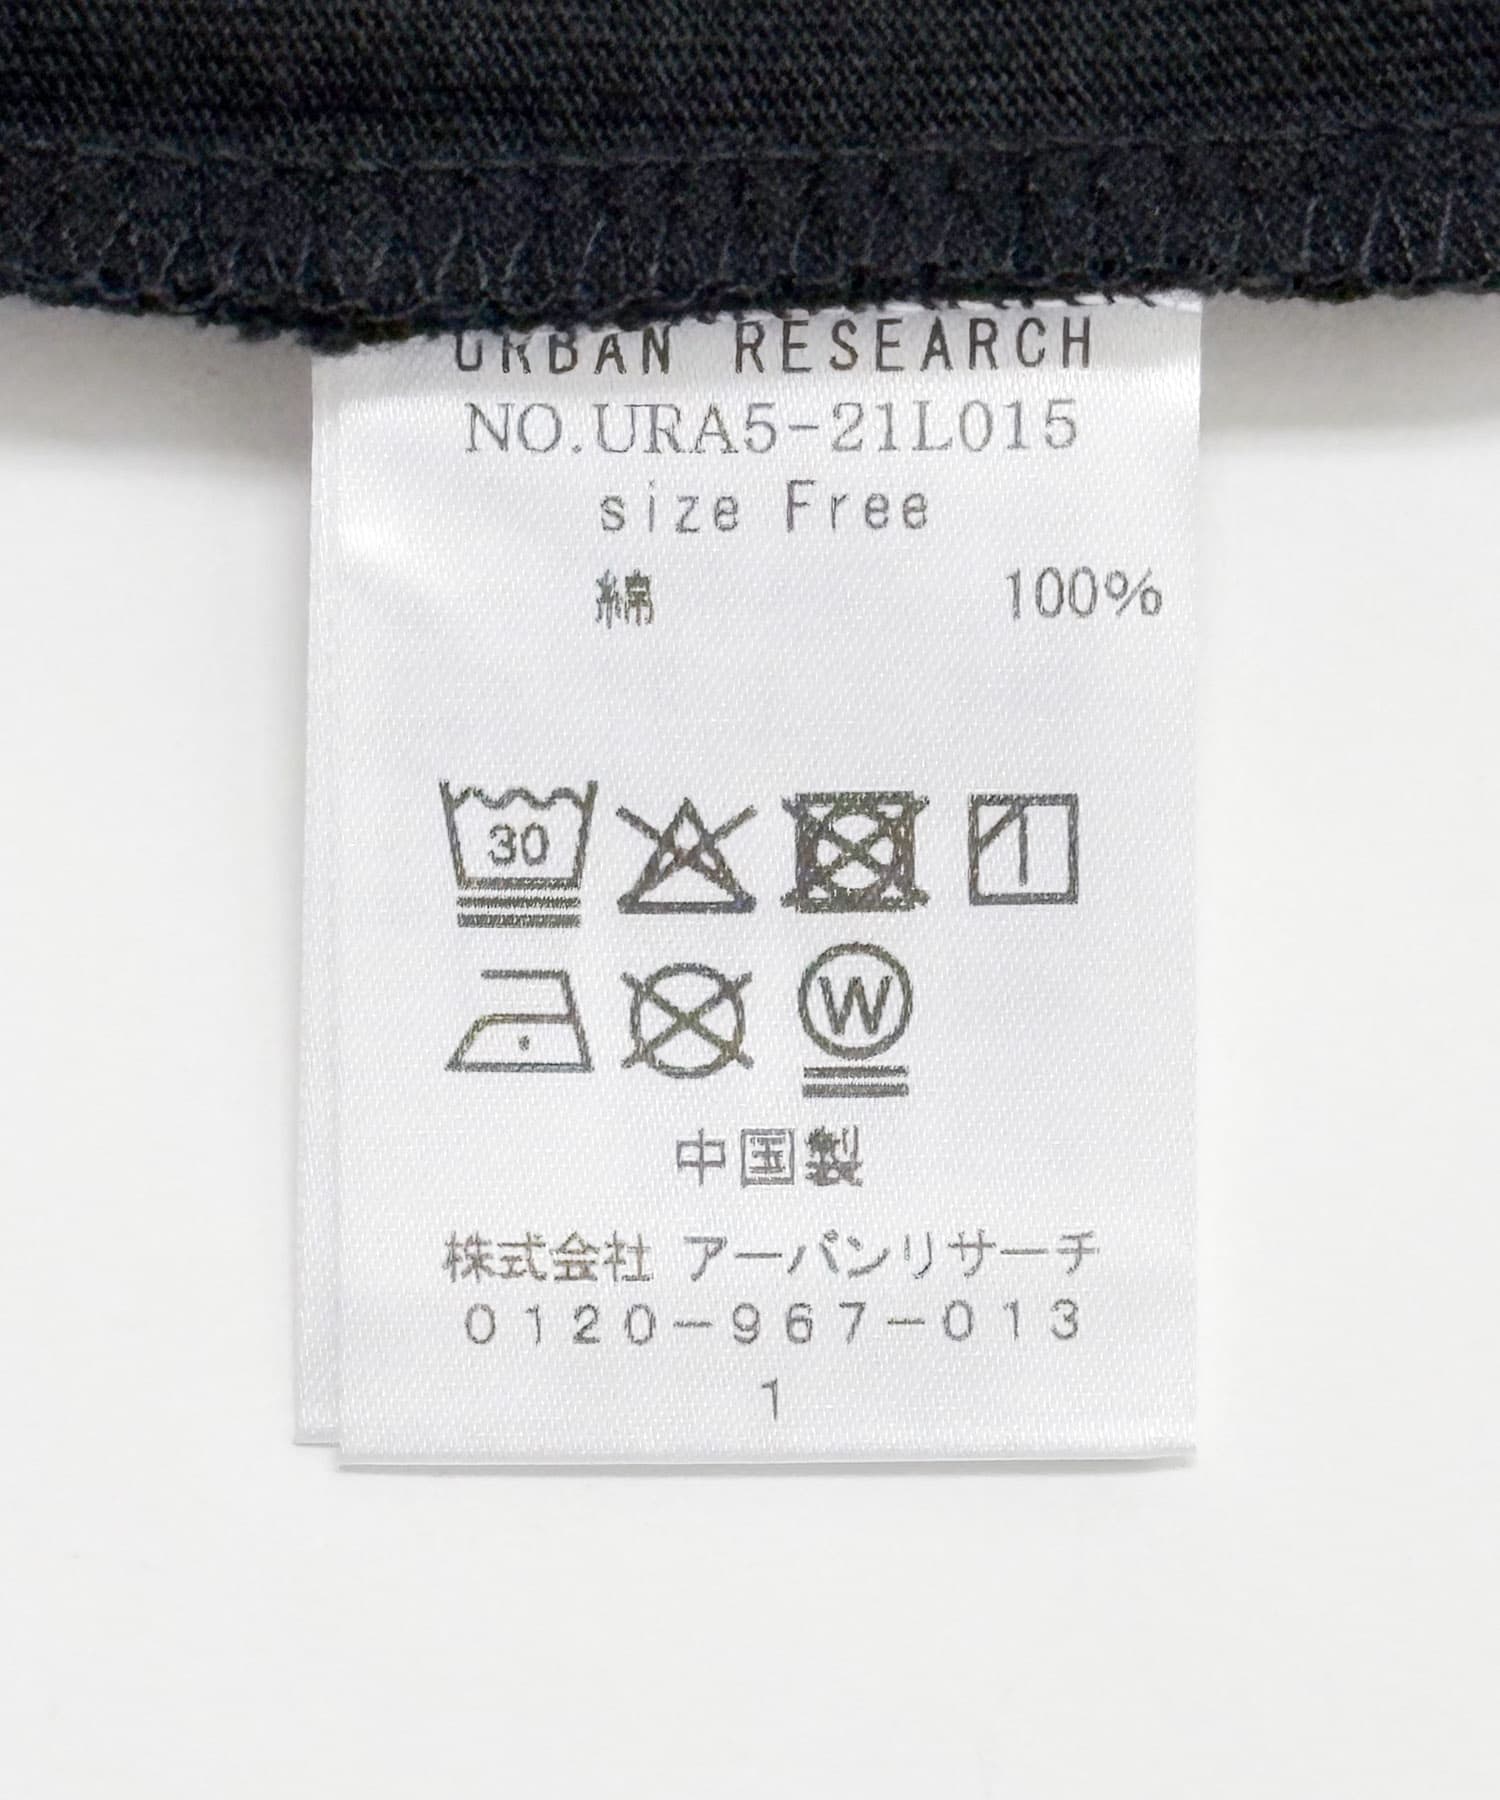 URBAN RESEARCH
NO.URA5-21L015
size Free
綿 100%
30
W
中国製
株式会社 アーバンリサーチ
0120-967-013
1